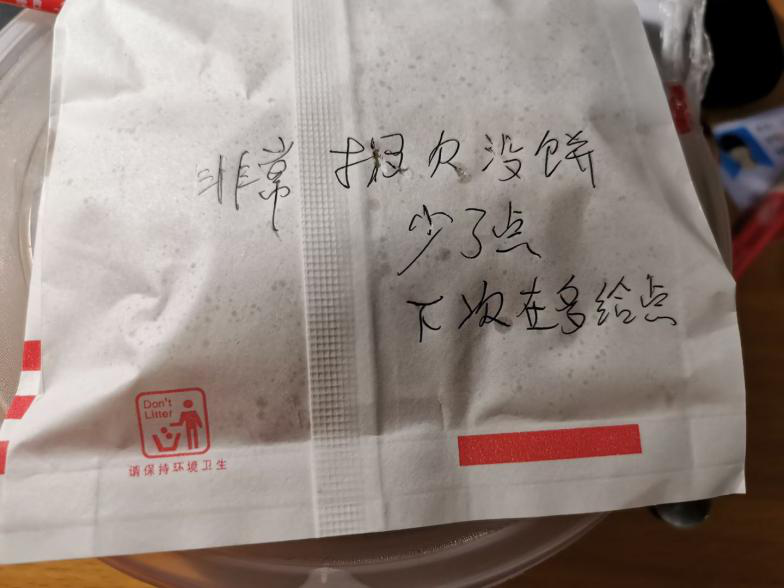 非常 抱欠没饼
少了点
下次在多给点
Don't
Litter
请保持环境卫生